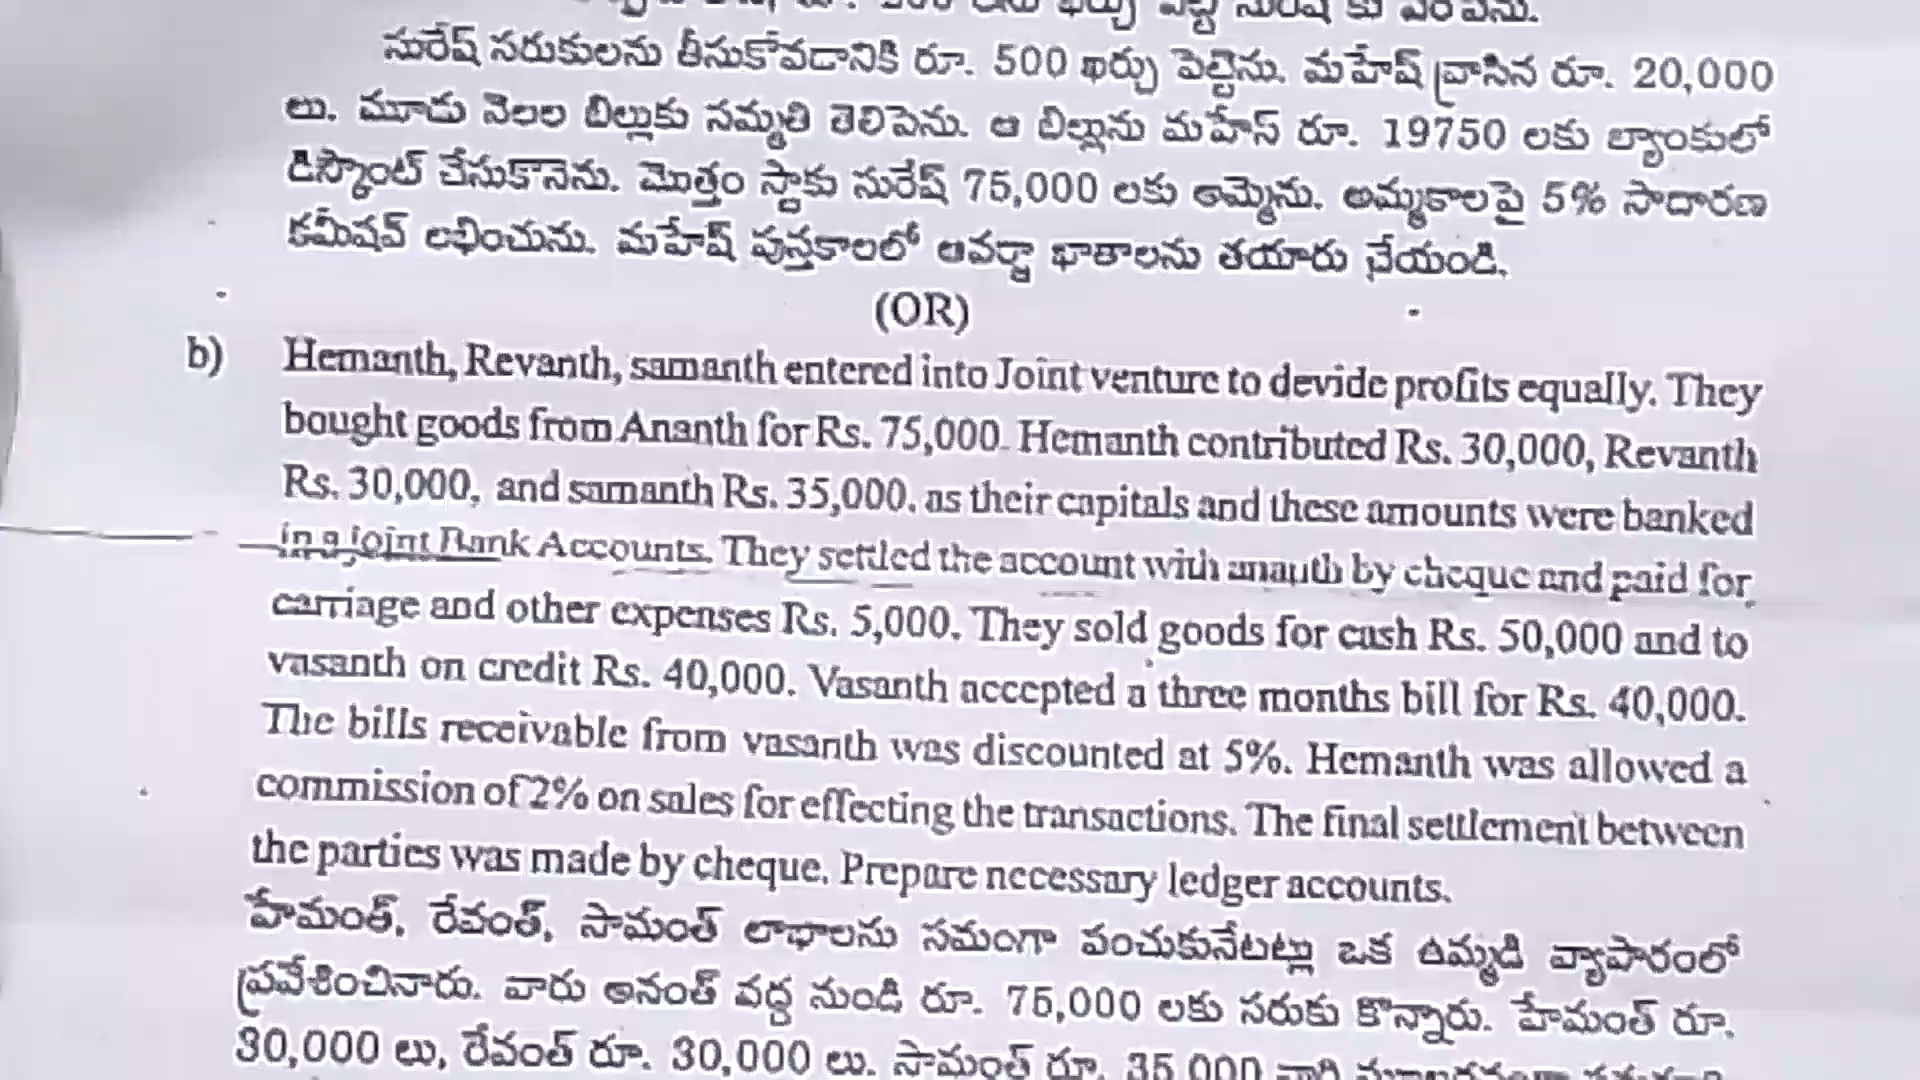 సురేష్ సరుకులను తీసుకోవడానికి రూ. 500 ఖర్చు పెట్టెను. మహేష్ వ్రాసిన రూ. 20,000
లు. మూడు నెలల బిల్లుకు సమ్మతి తెలిపెను. ఆ బిల్లును మహేస్ రూ. 19750 లకు బ్యాంకులో
డిస్కౌంట్ చేసుకొనెను. మొత్తం స్టాకు సురేష్ 75,000 లకు అమ్మెను. అమ్మకాలపై 5% సాదారణ
కమీషన్ లభించును. మహేష్ పుస్తకాలలో ఆవర్జా ఖాతాలను తయారు చేయండి.
(OR)
b) Hemanth, Revanth, samanth entered into Joint venture to devide profits equally. They
bought goods from Ananth for Rs. 75,000. Hemanth contributed Rs. 30,000, Revanth
Rs. 30,000, and samanth Rs. 35,000. as their capitals and these amounts were banked
in a joint Bank Accounts. They settled the account with anauth by cheque and paid for
carriage and other expenses Rs. 5,000. They sold goods for cash Rs. 50,000 and to
vasanth on credit Rs. 40,000. Vasanth accepted a three months bill for Rs. 40,000.
The bills receivable from vasanth was discounted at 5%. Hemanth was allowed a
commission of 2% on sales for effecting the transactions. The final settlement between
the parties was made by cheque. Prepare necessary ledger accounts.
హేమంత్, రేవంత్, సామంత్ లాభాలను సమంగా పంచుకునేటట్లు ఒక ఉమ్మడి వ్యాపారంలో
ప్రవేశించినారు. వారు అనంత్ వద్ద నుండి రూ. 75,000 లకు సరుకు కొన్నారు. హేమంత్ రూ.
30,000 లు, రేవంత్ రూ. 30,000 లు. సామంత్ రూ. 35,000